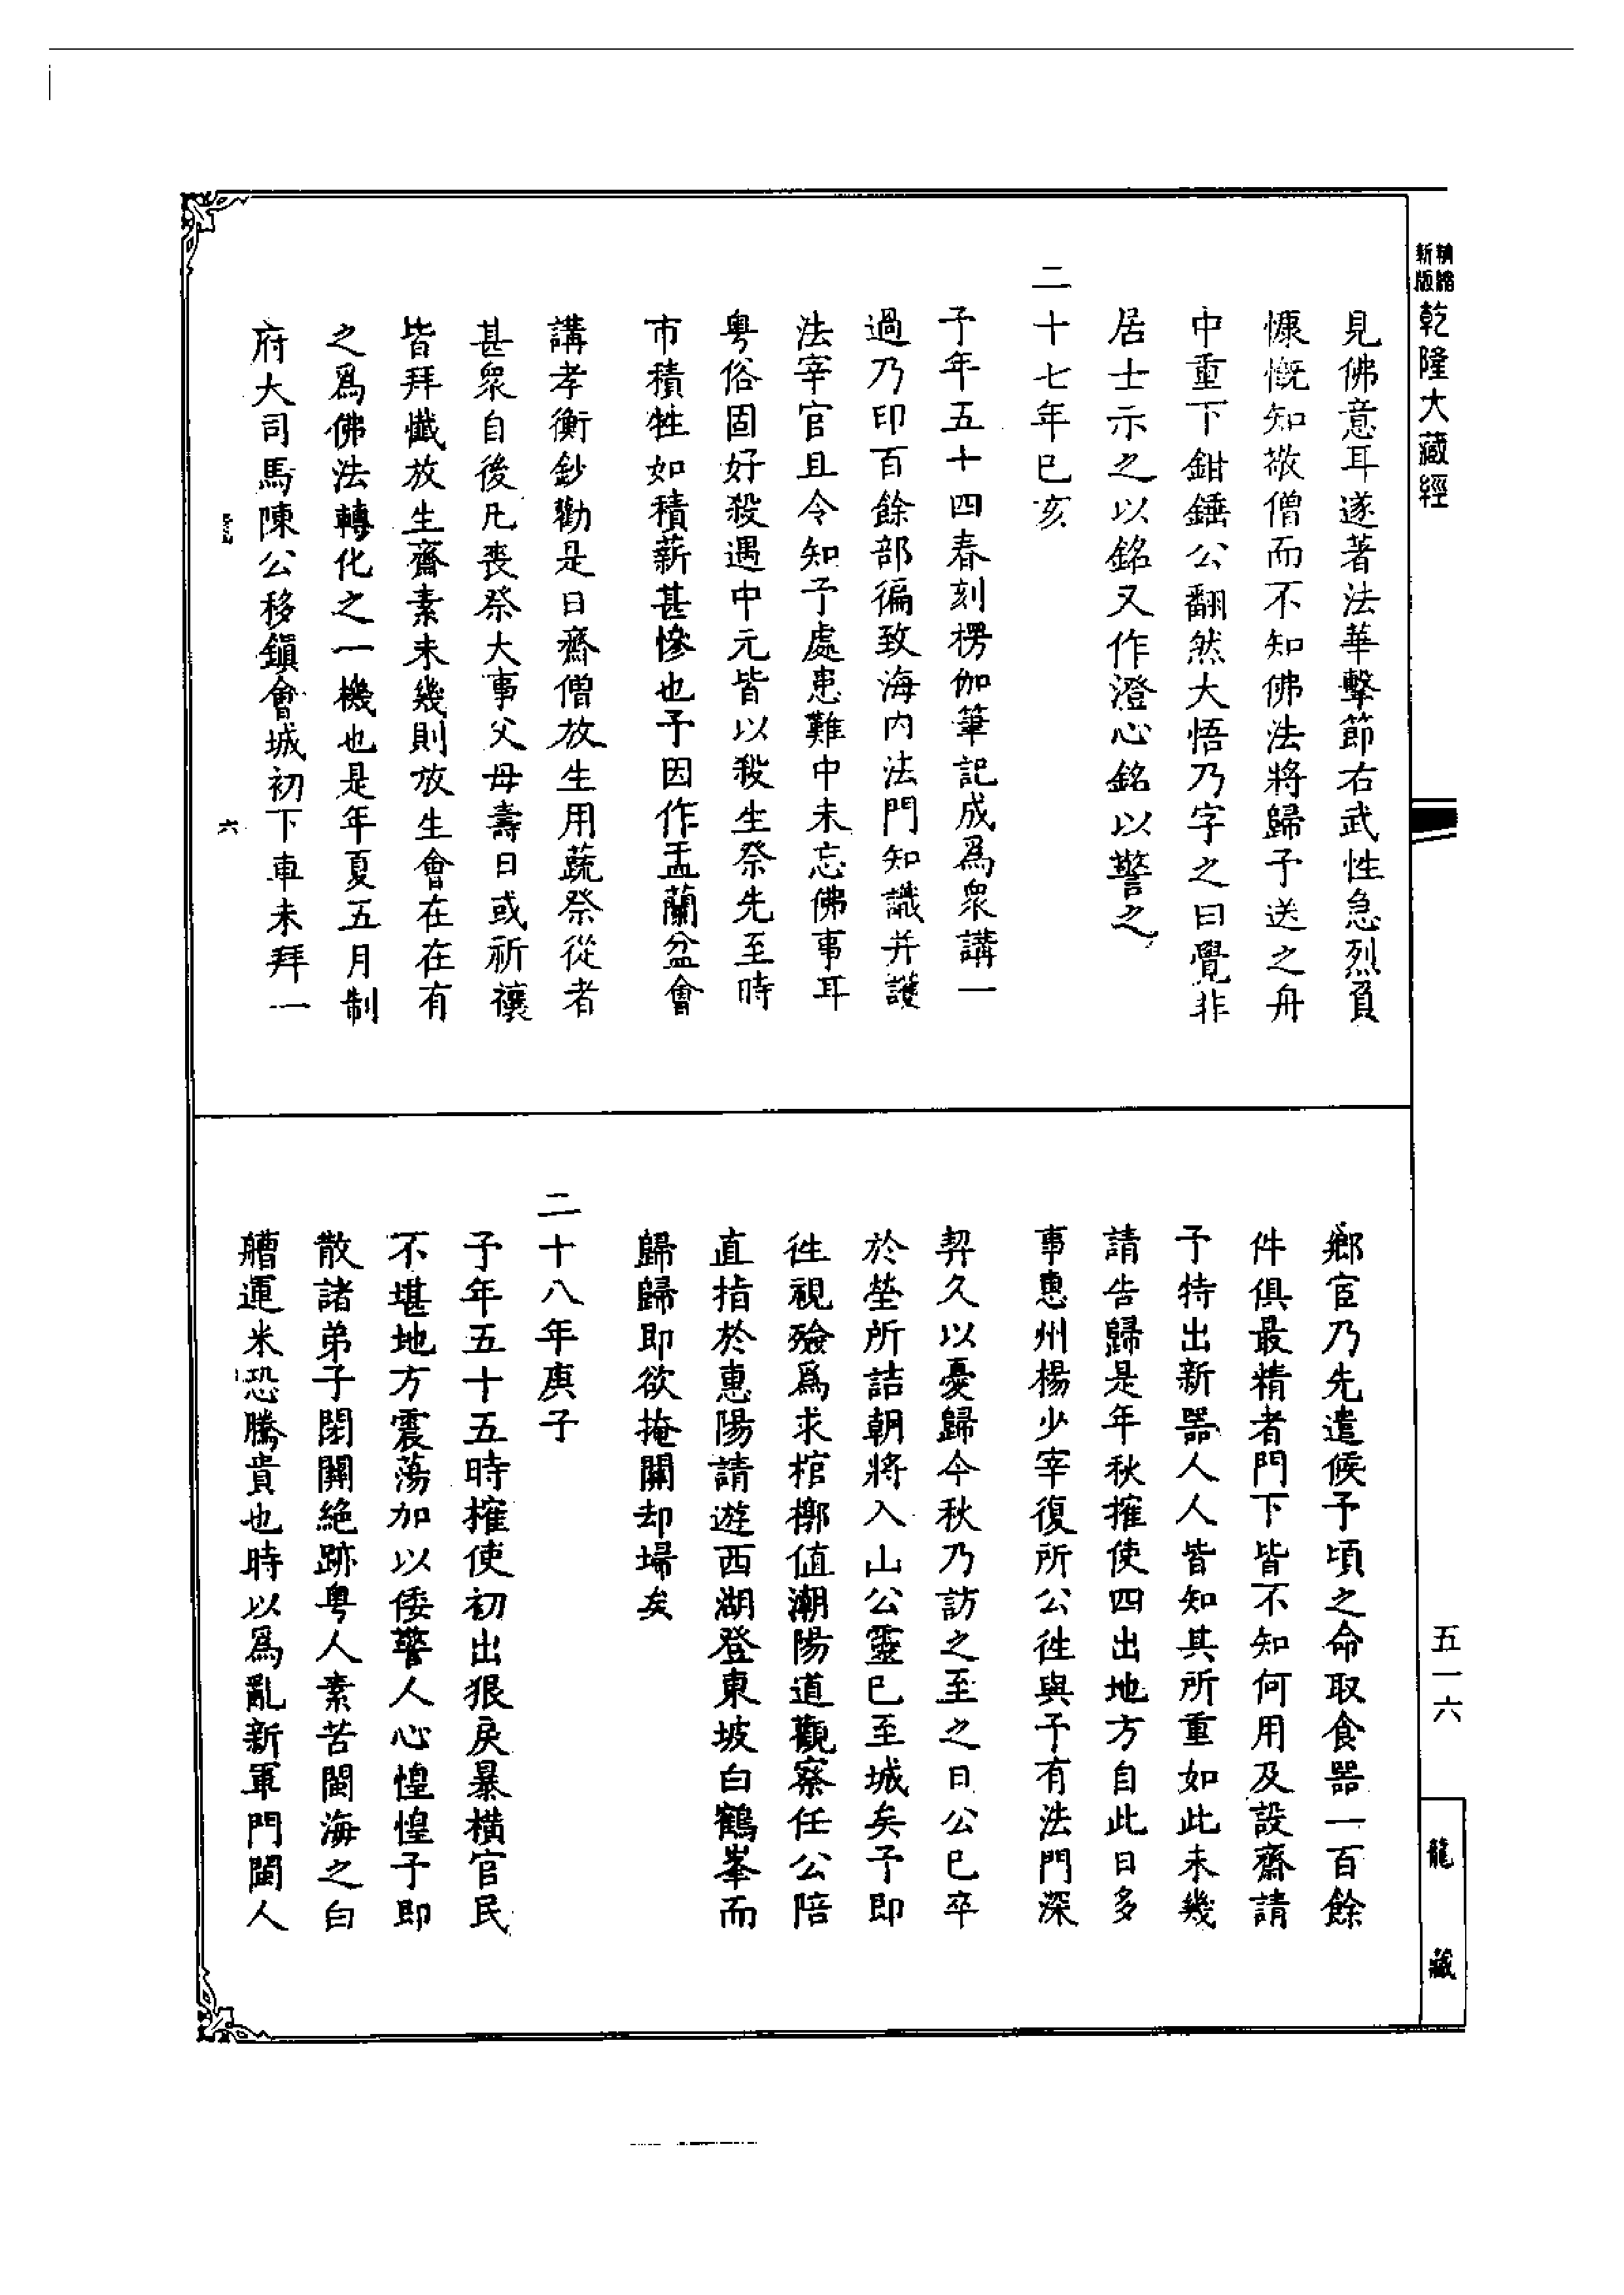 精縮
新版
乾隆大藏經
見佛意耳遂著法華擊節右武性急烈負
慷慨知敬僧而不知佛法將歸予送之舟
中重下鉗錘公翻然大悟乃字之曰覺非
居士示之以銘又作澄心銘以警之
二十七年巳亥
予年五十四春刻楞伽筆記成爲衆講一
過乃印百餘部徧致海内法門知識并護
法宰官且令知予處患難中未忘佛事耳
粵俗固好殺遇中元皆以殺生祭先至時
市積牲如積薪甚慘也予因作盂蘭盆會
講孝衡鈔勸是日齋僧放生用蔬祭從者
甚衆自後凡喪祭大事父母壽日或祈禳
皆拜懺放生齋素未幾則放生會在在有
之爲佛法轉化之一機也是年夏五月制
府大司馬陳公移鎭會城初下車未拜一
六
鄉官乃先遣候予頃之命取食器一百餘
件俱最精者門下皆不知何用及設齋請
予特出新器人人皆知其所重如此未幾
請告歸是年秋搉使四出地方自此日多
事惠州楊少宰復所公徃與予有法門深
契久以憂歸今秋乃訪之至之日公已卒
於塋所詰朝將入山公靈巳至城矣予即
徃視殮爲求棺槨值潮陽道觀察任公陪
直指於惠陽請遊西湖登東坡白鶴峯而
歸歸即欲掩關却埽矣
二十八年庚子
予年五十五時搉使初出狠戾暴橫官民
不堪地方震蕩加以倭警人心惶惶予即
散諸弟子閉關絶跡粵人素苦閩海之白
艚運米恐騰貴也時以爲亂新軍門閩人
五一六
龍藏